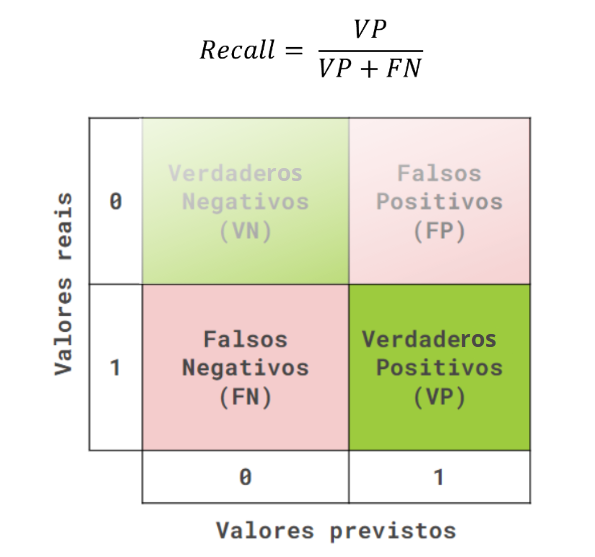 Recall = VP / VP + FN
Valores reais
0
Verdaderos
Negativos
(VN)
Falsos
Positivos
(FP)
1
Falsos
Negativos
(FN)
Verdaderos
Positivos
(VP)
0
1
Valores previstos